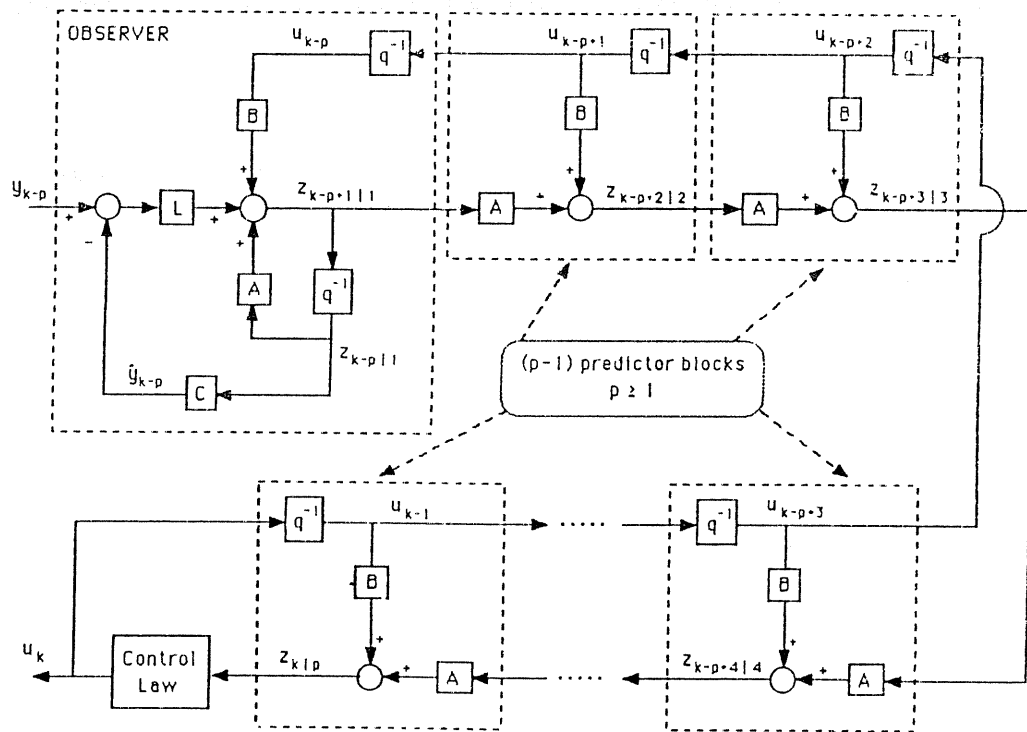 OBSERVER
u_{k-p}
q^{-1}
u_{k-p+1}
q^{-1}
u_{k-p+2}
q^{-1}
B
B
B
+
+
+
y_{k-p}
+
-
L
+
+
z_{k-p+1|1}
A
+
z_{k-p+2|2}
A
+
z_{k-p+3|3}
A
q^{-1}
z_{k-p|1}
ŷ_{k-p}
C
(p-1) predictor blocks
p ≥ 1
q^{-1}
u_{k-1}
.....
q^{-1}
u_{k-p+3}
B
B
+
+
u_k
Control
Law
z_{k|p}
+
A
.....
z_{k-p+4|4}
+
A